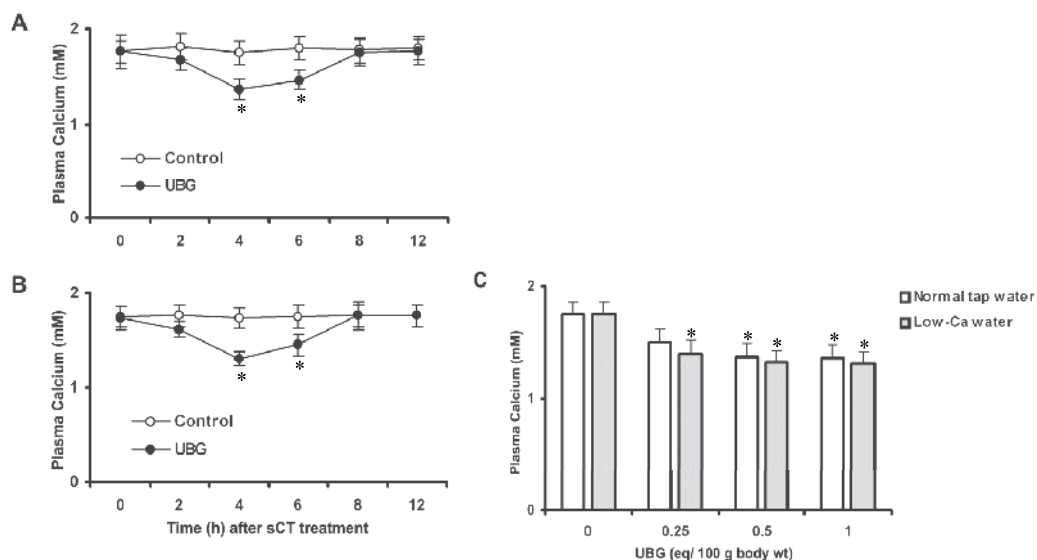 A
Plasma Calcium (mM)
2
1
0
* *
Control
UBG
0 2 4 6 8 12
B
Plasma Calcium (mM)
2
1
0
* *
Control
UBG
0 2 4 6 8 12
Time (h) after sCT treatment
C
Plasma Calcium (mM)
2
1
0
* * * * *
Normal tap water
Low-Ca water
0 0.25 0.5 1
UBG (eq/ 100 g body wt)